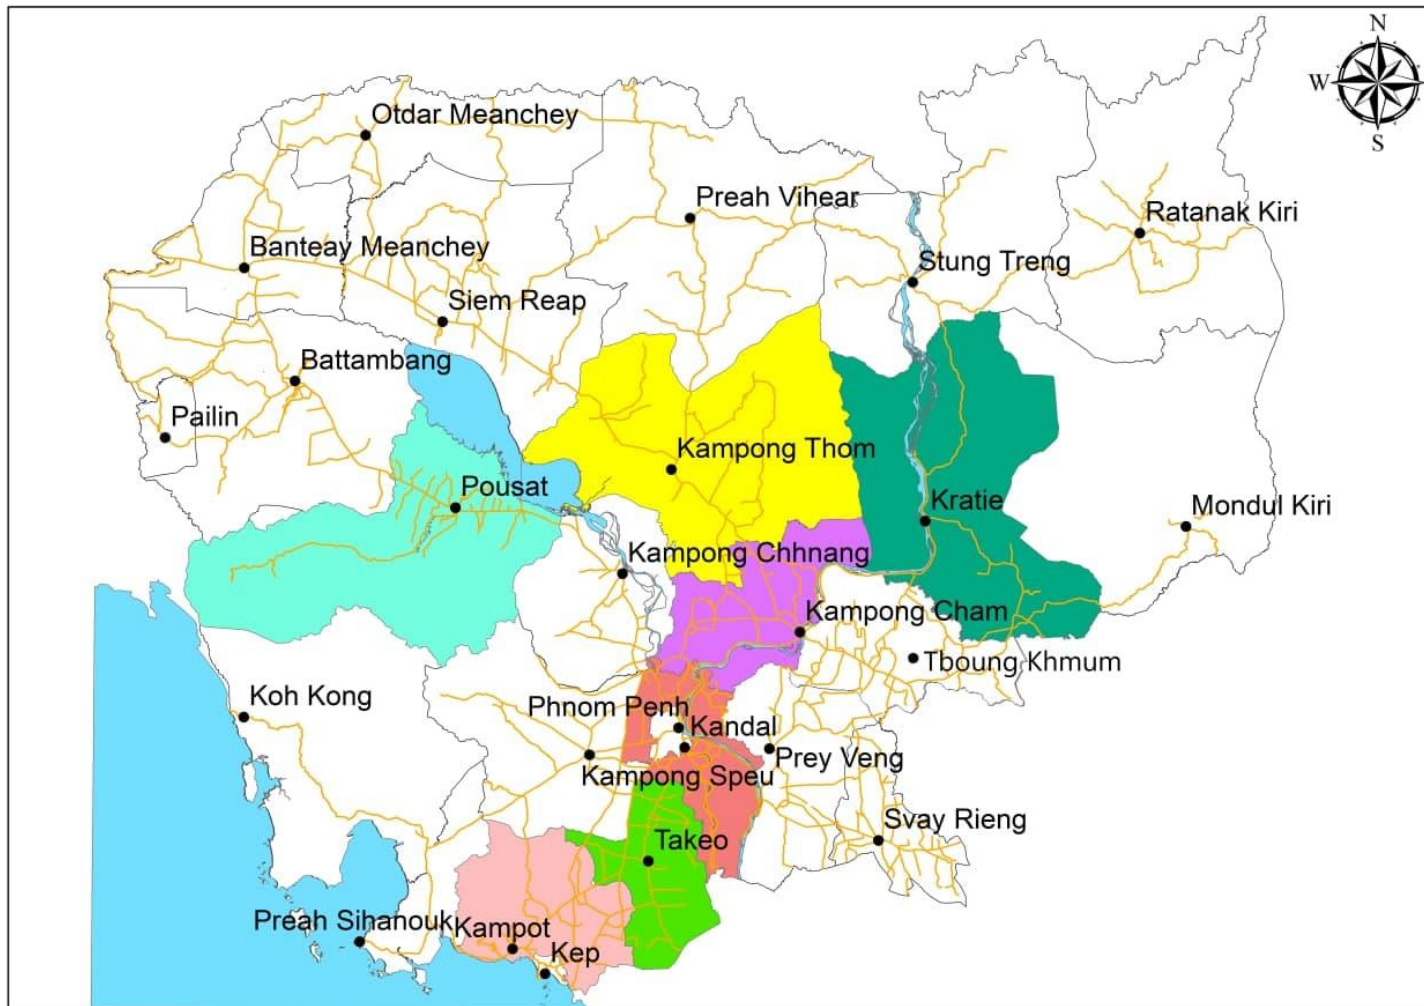 N
Otdar Meanchey
W
S
Preah Vihear
Ratanak Kiri
Banteay Meanchey
Stung Treng
Siem Reap
Battambang
Pailin
Kampong Thom
Pousat
Kratie
Mondul Kiri
Kampong Chhnang
Kampong Cham
Tboung Khmum
Koh Kong
Phnom Penh
Kandal
Prey Veng
Kampong Speu
Svay Rieng
Takeo
Preah Sihanouk
Kampot
Kep